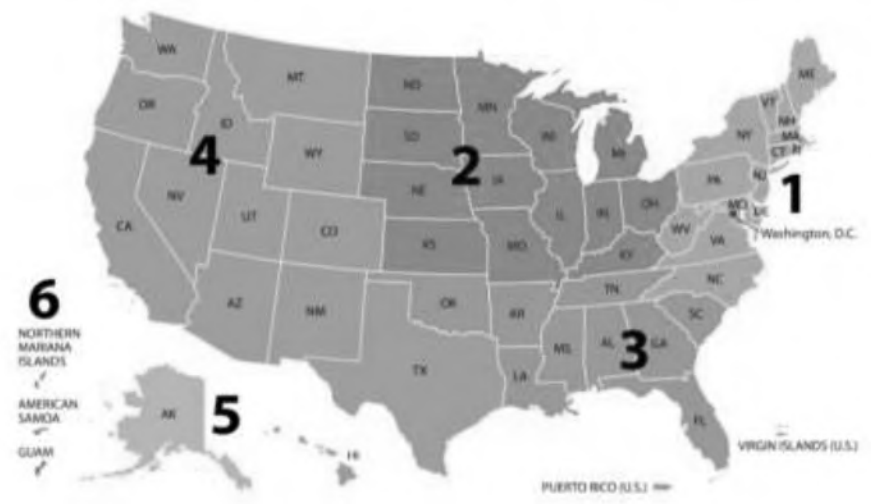 WA
MT
ND
MN
ME
VT
NH
MA
CT RI
OR
ID
SD
WI
MI
NY
4
WY
2
IA
PA
NJ
1
NE
NV
UT
CO
IL
IN
OH
MD
DE
WV
VA
Washington, D.C.
CA
KS
MO
KY
NC
TN
6
AZ
NM
OK
AR
SC
NORTHERN
MARIANA
ISLANDS
MS
AL
3
GA
TX
LA
AMERICAN
SAMOA
AK
5
FL
GUAM
HI
VIRGIN ISLANDS (U.S.)
PUERTO RICO (U.S.)